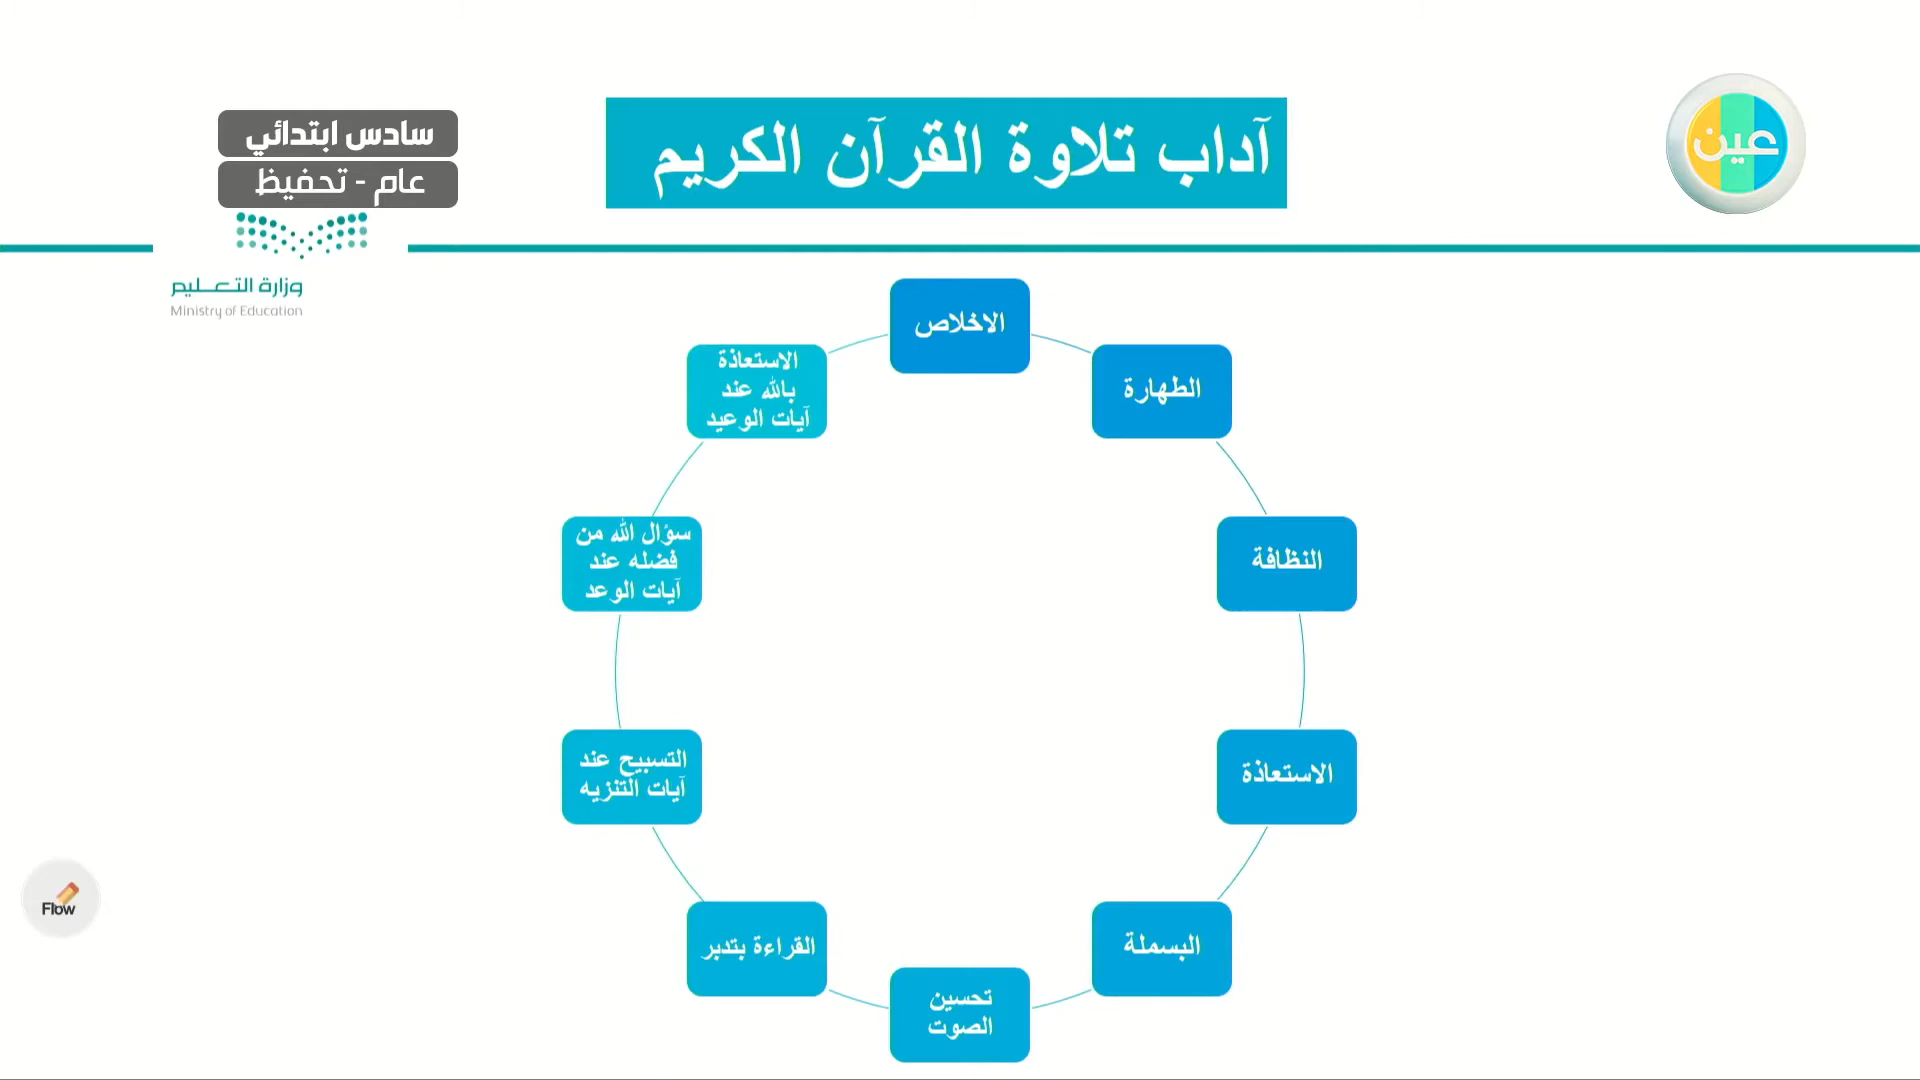 آداب تلاوة القرآن الكريم
عين
سادس ابتدائي
عام - تحفيظ
وزارة التعليم
Ministry of Education
الاخلاص
الطهارة
النظافة
الاستعاذة
البسملة
تحسين
الصوت
القراءة بتدبر
التسبيح عند
آيات التنزيه
سؤال الله من
فضله عند
آيات الوعد
الاستعاذة
بالله عند
آيات الوعيد
Flow